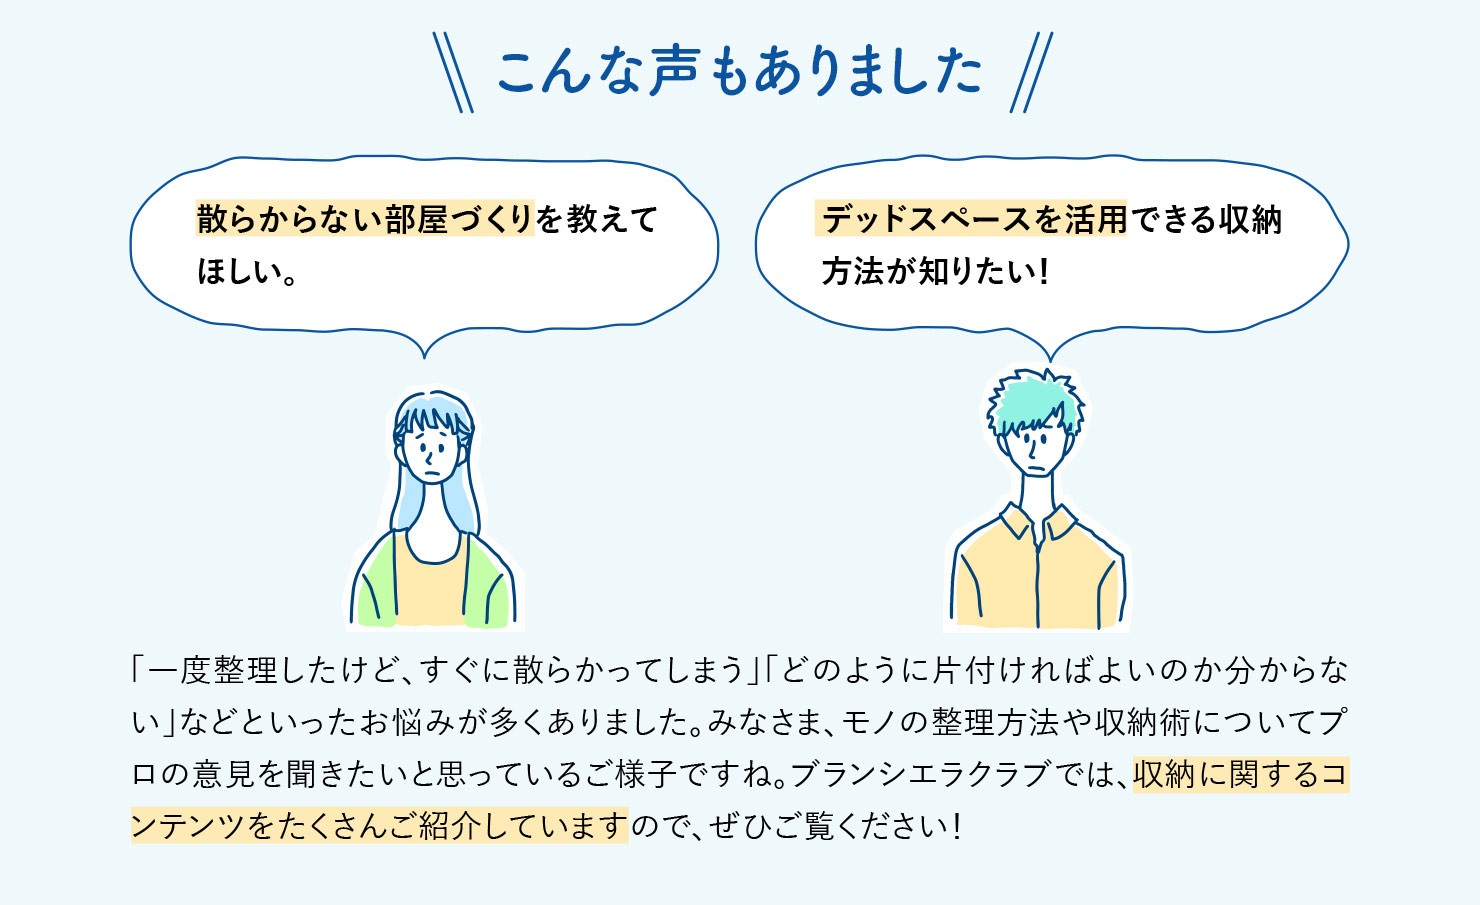 こんな声もありました
散らからない部屋づくりを教えて
ほしい。
デッドスペースを活用できる収納
方法が知りたい！
「一度整理したけど、すぐに散らかってしまう」「どのように片付ければよいのか分からな
い」などといったお悩みが多くありました。みなさま、モノの整理方法や収納術についてプ
ロの意見を聞きたいと思っているご様子ですね。ブランシエラクラブでは、収納に関するコ
ンテンツをたくさんご紹介していますので、ぜひご覧ください！